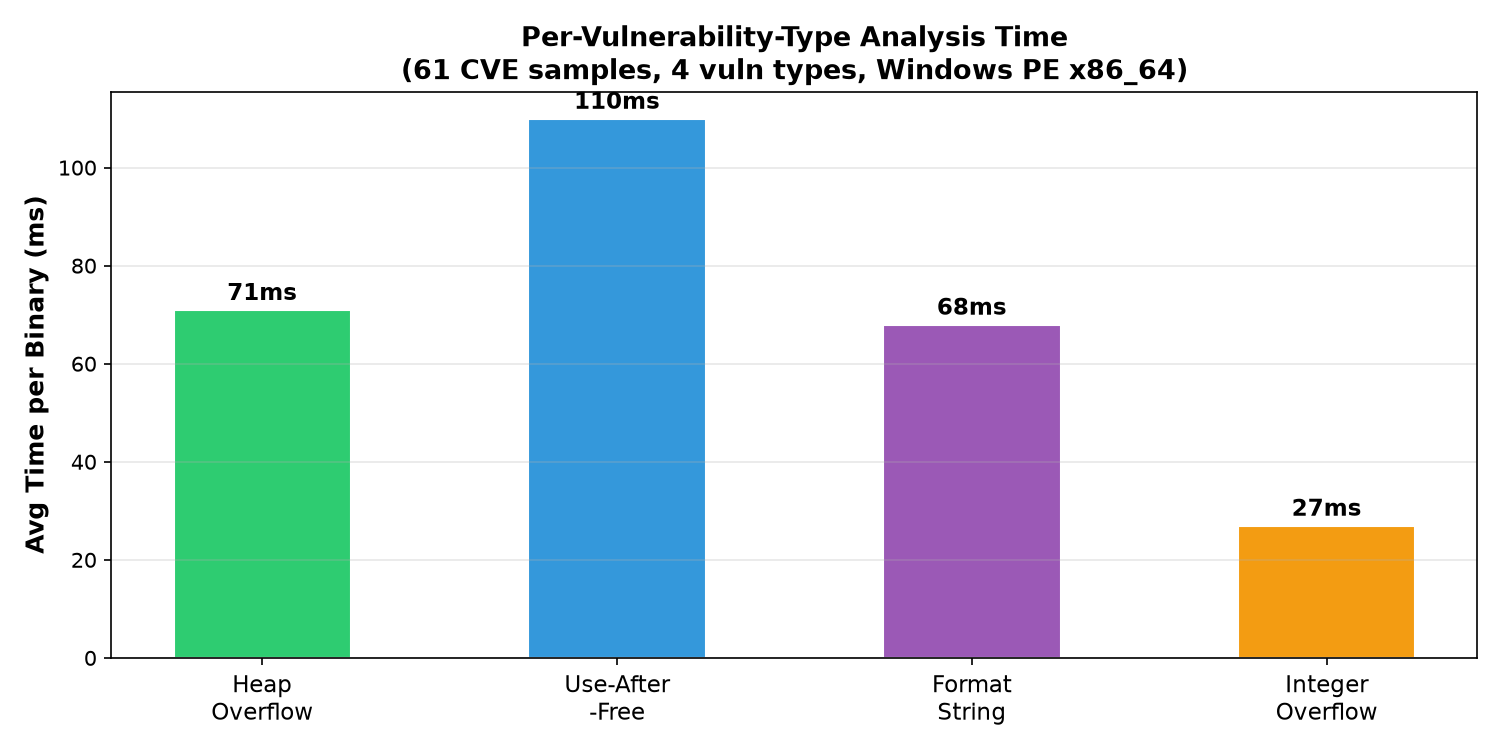 Per-Vulnerability-Type Analysis Time
(61 CVE samples, 4 vuln types, Windows PE x86_64)
Avg Time per Binary (ms)
100
80
60
40
20
0
71ms
110ms
68ms
27ms
Heap
Overflow
Use-After
-Free
Format
String
Integer
Overflow